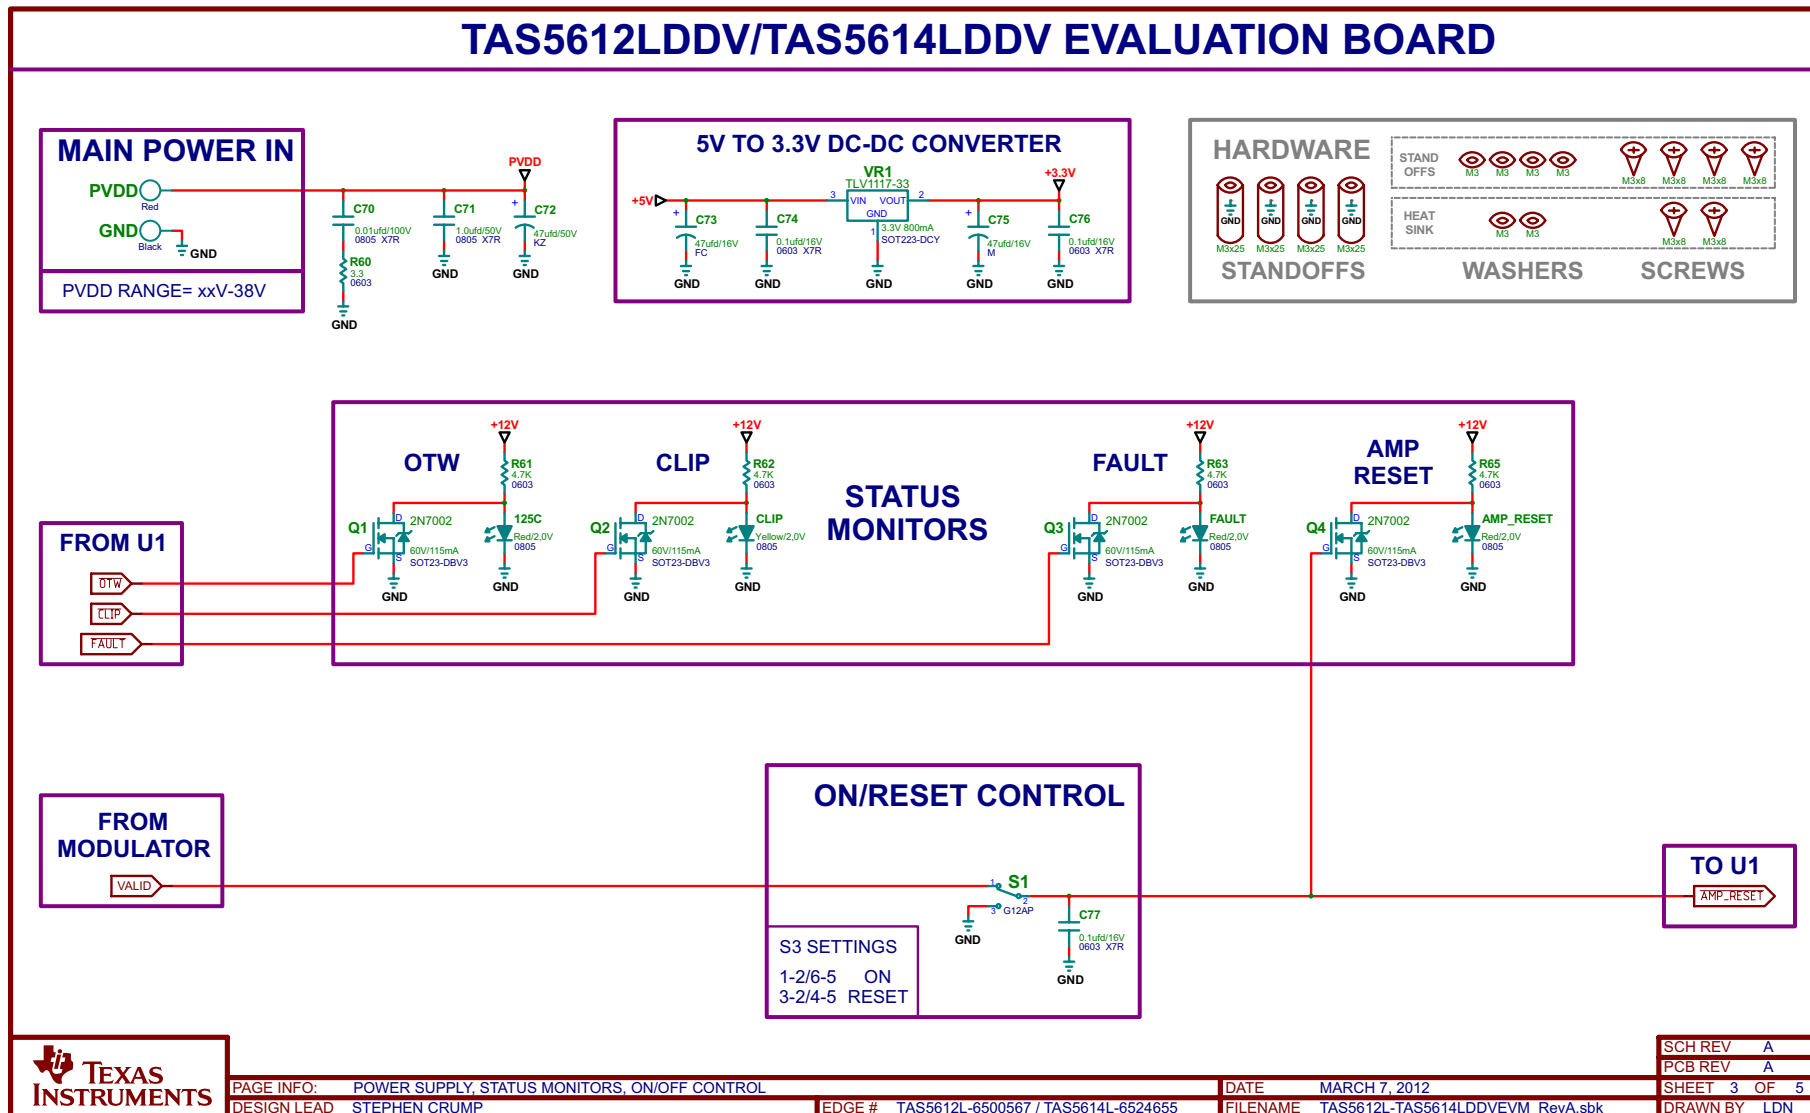 TAS5612LDDV/TAS5614LDDV EVALUATION BOARD
MAIN POWER IN
PVDD
Red
GND
Black
GND
PVDD RANGE= xxV-38V
PVDD
C70
0.01ufd/100V
0805 X7R
R60
3.3
0603
GND
C71
1.0ufd/50V
0805 X7R
GND
C72
+
47ufd/50V
KZ
GND
5V TO 3.3V DC-DC CONVERTER
VR1
TLV1117-33
+5V
3
VIN
VOUT
2
GND
1
3.3V 800mA
SOT223-DCY
GND
+3.3V
+
C73
47ufd/16V
FC
GND
C74
0.1ufd/16V
0603 X7R
GND
+
C75
47ufd/16V
M
GND
C76
0.1ufd/16V
0603 X7R
GND
HARDWARE
GND GND GND GND
M3x25 M3x25 M3x25 M3x25
STANDOFFS
STAND
OFFS
M3 M3 M3 M3
M3x8 M3x8 M3x8 M3x8
HEAT
SINK
M3 M3
M3x8 M3x8
WASHERS
SCREWS
OTW
+12V
R61
4.7K
0603
Q1
D
G
S
2N7002
60V/115mA
SOT23-DBV3
GND
125C
Red/2,0V
0805
GND
CLIP
+12V
R62
4.7K
0603
Q2
D
G
S
2N7002
60V/115mA
SOT23-DBV3
GND
CLIP
Yellow/2,0V
0805
GND
STATUS
MONITORS
FAULT
+12V
R63
4.7K
0603
Q3
D
G
S
2N7002
60V/115mA
SOT23-DBV3
GND
FAULT
Red/2,0V
0805
GND
AMP
RESET
+12V
R65
4.7K
0603
Q4
D
G
S
2N7002
60V/115mA
SOT23-DBV3
GND
AMP_RESET
Red/2,0V
0805
GND
FROM U1
OTW
CLIP
FAULT
FROM
MODULATOR
VALID
ON/RESET CONTROL
1
S1
2
3
G12AP
GND
C77
0.1ufd/16V
0603 X7R
GND
S3 SETTINGS
1-2/6-5 ON
3-2/4-5 RESET
TO U1
AMP_RESET
TEXAS
INSTRUMENTS
PAGE INFO: POWER SUPPLY, STATUS MONITORS, ON/OFF CONTROL
DESIGN LEAD STEPHEN CRUMP
EDGE # TAS5612L-6500567 / TAS5614L-6524655
DATE MARCH 7, 2012
FILENAME TAS5612L-TAS5614LDDVEVM_RevA.sbk
SCH REV A
PCB REV A
SHEET 3 OF 5
DRAWN BY LDN